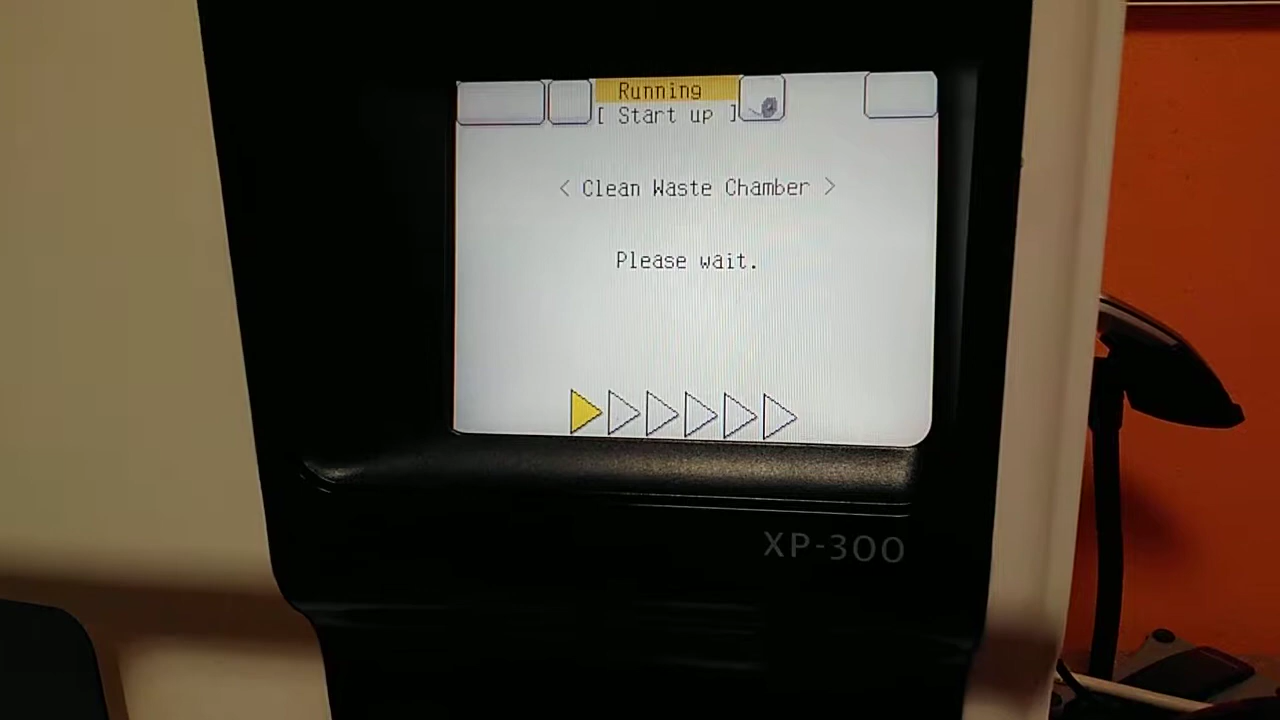 Running
[ Start up ]
< Clean Waste Chamber >
Please wait.
XP-300